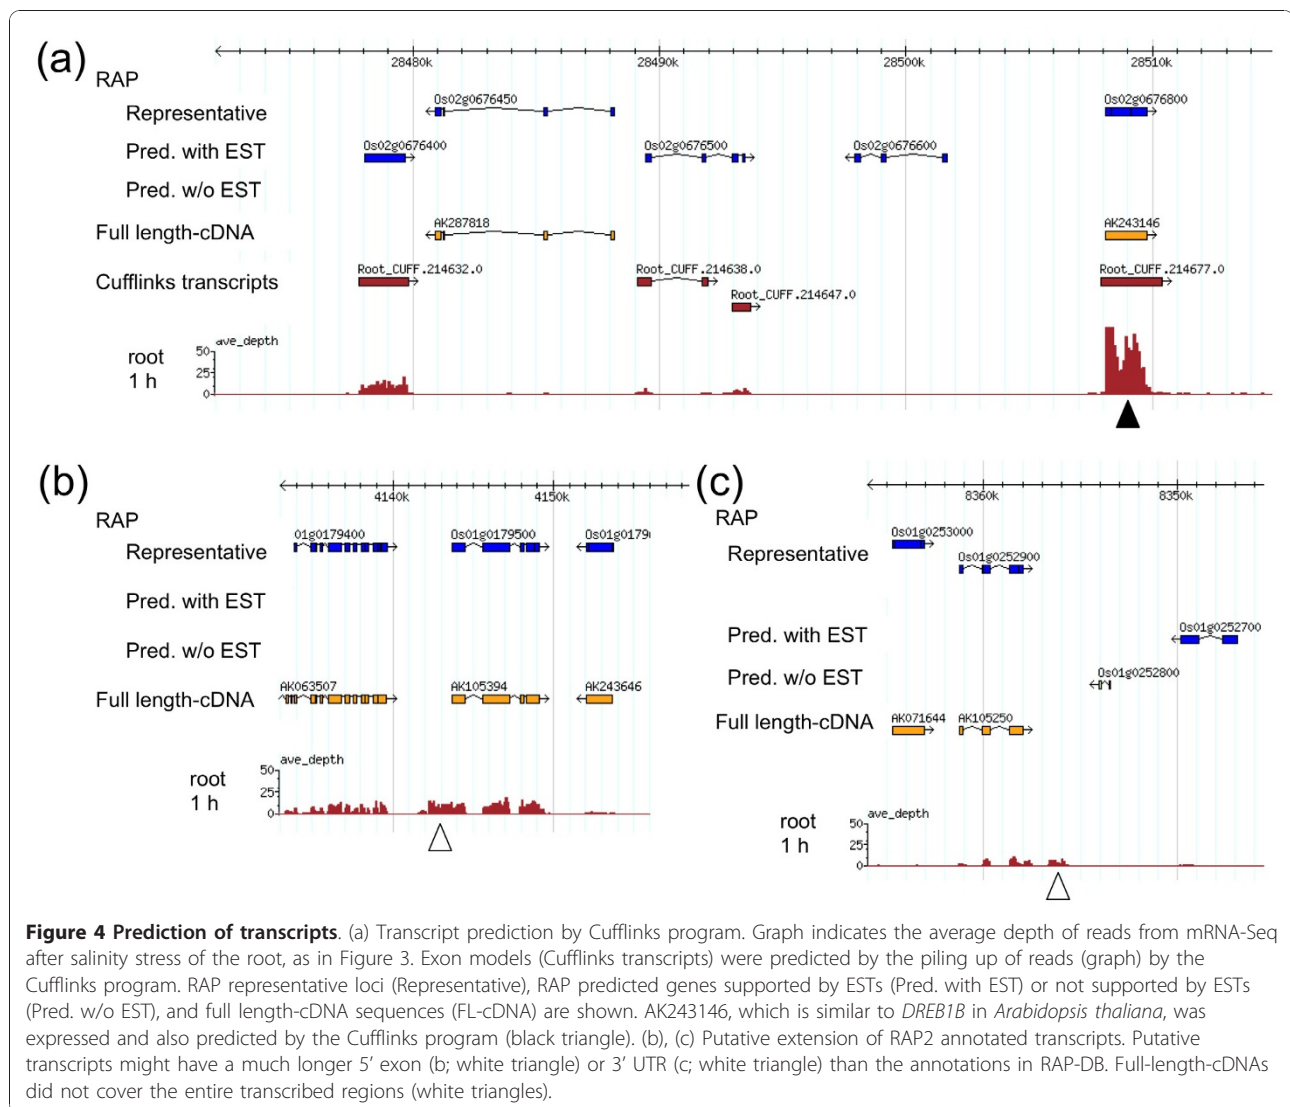 (a)
28480k 28490k 28500k 28510k
RAP
Representative
Os02g0676450 Os02g0676800
Pred. with EST
Os02g0676400 Os02g0676500 Os02g0676600
Pred. w/o EST
Full length-cDNA
AK287818 AK243146
Cufflinks transcripts
Root_CUFF.214632.0 Root_CUFF.214638.0 Root_CUFF.214677.0
Root_CUFF.214647.0
root
1 h
ave_depth
50
25
0
(b)
4140k 4150k
RAP
Representative
01g0179400 Os01g0179500 Os01g0179
Pred. with EST
Pred. w/o EST
Full length-cDNA
AK063507 AK105394 AK243646
root
1 h
ave_depth
50
25
0
(c)
8360k 8350k
RAP
Representative
Os01g0253000
Os01g0252900
Pred. with EST
Os01g0252700
Pred. w/o EST
Os01g0252800
Full length-cDNA
AK071644 AK105250
root
1 h
ave_depth
50
25
0
Figure 4 Prediction of transcripts. (a) Transcript prediction by Cufflinks program. Graph indicates the average depth of reads from mRNA-Seq
after salinity stress of the root, as in Figure 3. Exon models (Cufflinks transcripts) were predicted by the piling up of reads (graph) by the
Cufflinks program. RAP representative loci (Representative), RAP predicted genes supported by ESTs (Pred. with EST) or not supported by ESTs
(Pred. w/o EST), and full length-cDNA sequences (FL-cDNA) are shown. AK243146, which is similar to DREB1B in Arabidopsis thaliana, was
expressed and also predicted by the Cufflinks program (black triangle). (b), (c) Putative extension of RAP2 annotated transcripts. Putative
transcripts might have a much longer 5’ exon (b; white triangle) or 3’ UTR (c; white triangle) than the annotations in RAP-DB. Full-length-cDNAs
did not cover the entire transcribed regions (white triangles).